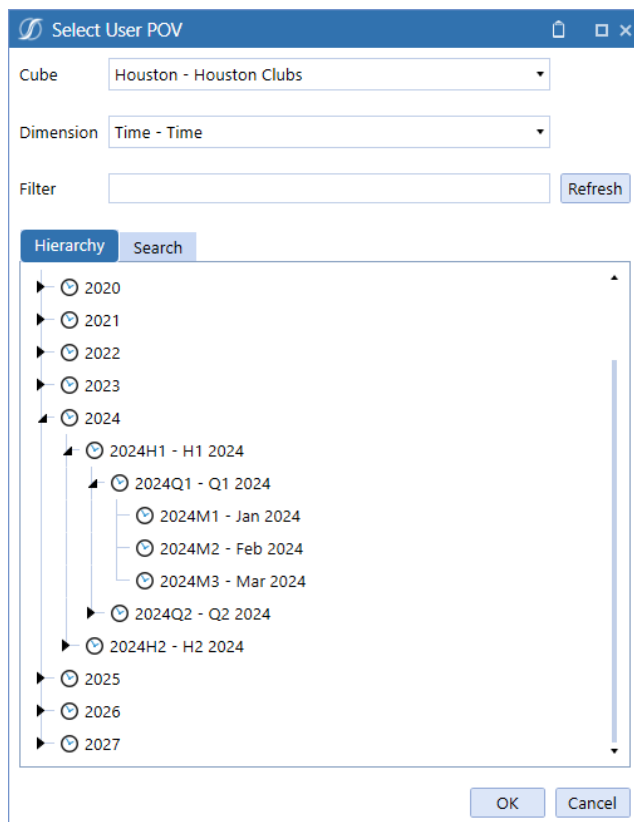 Select User POV
Cube Houston - Houston Clubs
Dimension Time - Time
Filter Refresh
Hierarchy Search
2020
2021
2022
2023
2024
2024H1 - H1 2024
2024Q1 - Q1 2024
2024M1 - Jan 2024
2024M2 - Feb 2024
2024M3 - Mar 2024
2024Q2 - Q2 2024
2024H2 - H2 2024
2025
2026
2027
OK Cancel